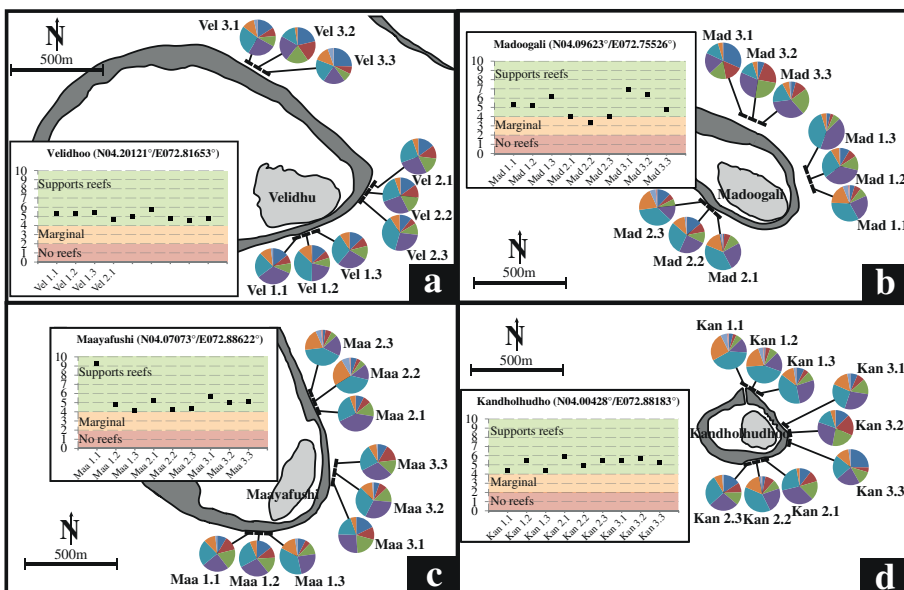 N
500m
Vel 3.1
Vel 3.2
Vel 3.3
Velidhoo (N04.20121°/E072.81653°)
10
9
8
7
6
5
4
3
2
1
0
Supports reefs
Marginal
No reefs
Vel 1.1
Vel 1.2
Vel 1.3
Vel 2.1
Velidhu
Vel 2.1
Vel 2.2
Vel 2.3
Vel 1.1
Vel 1.2
Vel 1.3
a
N
500m
Madoogali (N04.09623°/E072.75526°)
10
9
8
7
6
5
4
3
2
1
0
Supports reefs
Marginal
No reefs
Mad 1.1
Mad 1.2
Mad 1.3
Mad 2.1
Mad 2.2
Mad 2.3
Mad 3.1
Mad 3.2
Mad 3.3
Mad 3.1
Mad 3.2
Mad 3.3
Mad 1.3
Mad 1.2
Mad 1.1
Madoogali
Mad 2.3
Mad 2.2
Mad 2.1
b
Maayafushi (N04.07073°/E072.88622°)
10
9
8
7
6
5
4
3
2
1
0
Supports reefs
Marginal
No reefs
Maa 1.1
Maa 1.2
Maa 1.3
Maa 2.1
Maa 2.2
Maa 2.3
Maa 3.1
Maa 3.2
Maa 3.3
Maa 2.3
Maa 2.2
Maa 2.1
Maayafushi
Maa 3.3
Maa 3.2
Maa 3.1
Maa 1.1
Maa 1.2
Maa 1.3
N
500m
c
N
500m
Kandholhudho (N04.00428°/E072.88183°)
10
9
8
7
6
5
4
3
2
1
0
Supports reefs
Marginal
No reefs
Kan 1.1
Kan 1.2
Kan 1.3
Kan 2.1
Kan 2.2
Kan 2.3
Kan 3.1
Kan 3.2
Kan 3.3
Kan 1.1
Kan 1.2
Kan 1.3
Kan 3.1
Kan 3.2
Kan 3.3
Kandholhudhoo
Kan 2.3
Kan 2.2
Kan 2.1
d